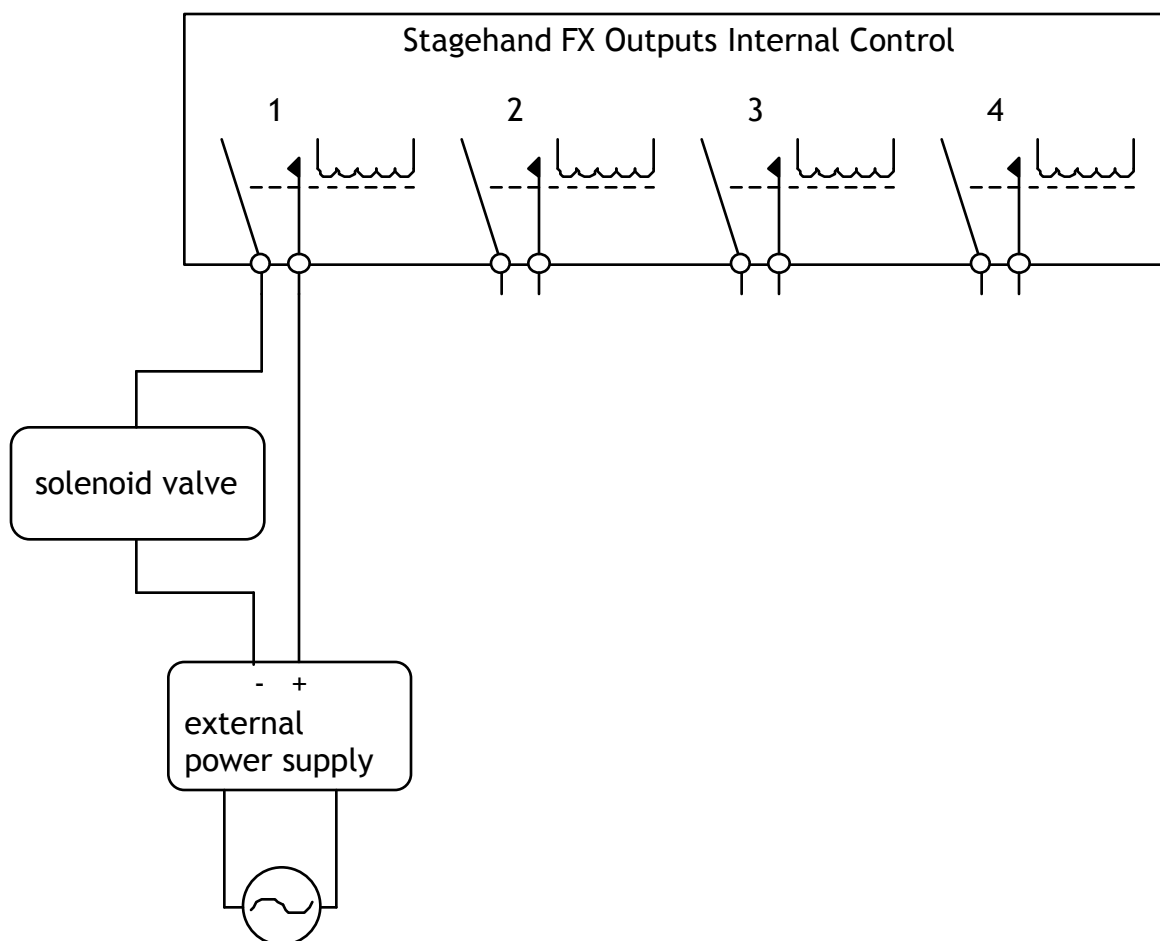 Stagehand FX Outputs Internal Control
1 2 3 4
solenoid valve
- +
external
power supply